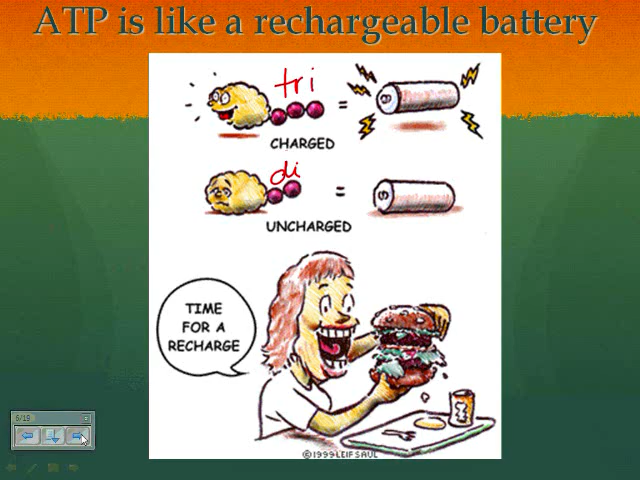 ATP is like a rechargeable battery
tri
CHARGED
di
UNCHARGED
TIME
FOR A
RECHARGE
6/19
©1999 LEIF SAUL